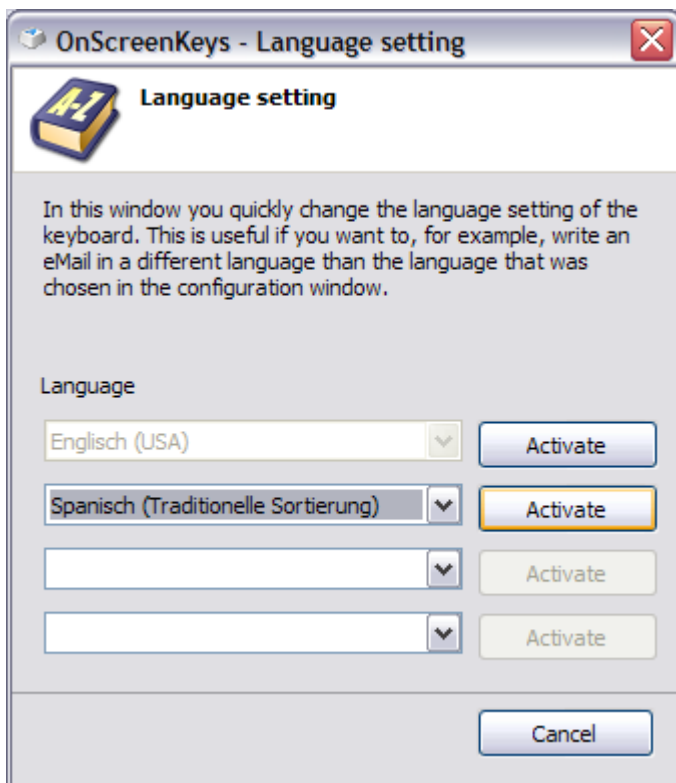 OnScreenKeys - Language setting
A-Z
Language setting
In this window you quickly change the language setting of the
keyboard. This is useful if you want to, for example, write an
eMail in a different language than the language that was
chosen in the configuration window.
Language
Englisch (USA) Activate
Spanisch (Traditionelle Sortierung) Activate
Activate
Activate
Cancel